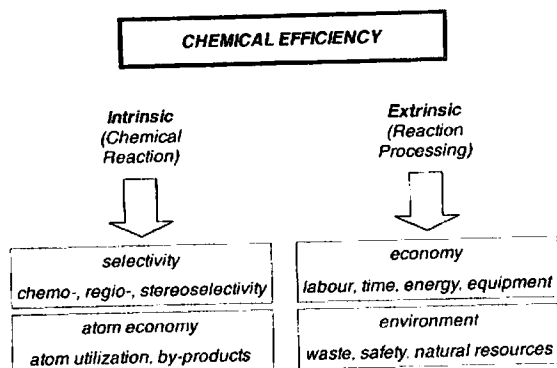 CHEMICAL EFFICIENCY
Intrinsic
(Chemical
Reaction)
Extrinsic
(Reaction
Processing)
selectivity
chemo-, regio-, stereoselectivity
atom economy
atom utilization, by-products
economy
labour, time, energy, equipment
environment
waste, safety, natural resources